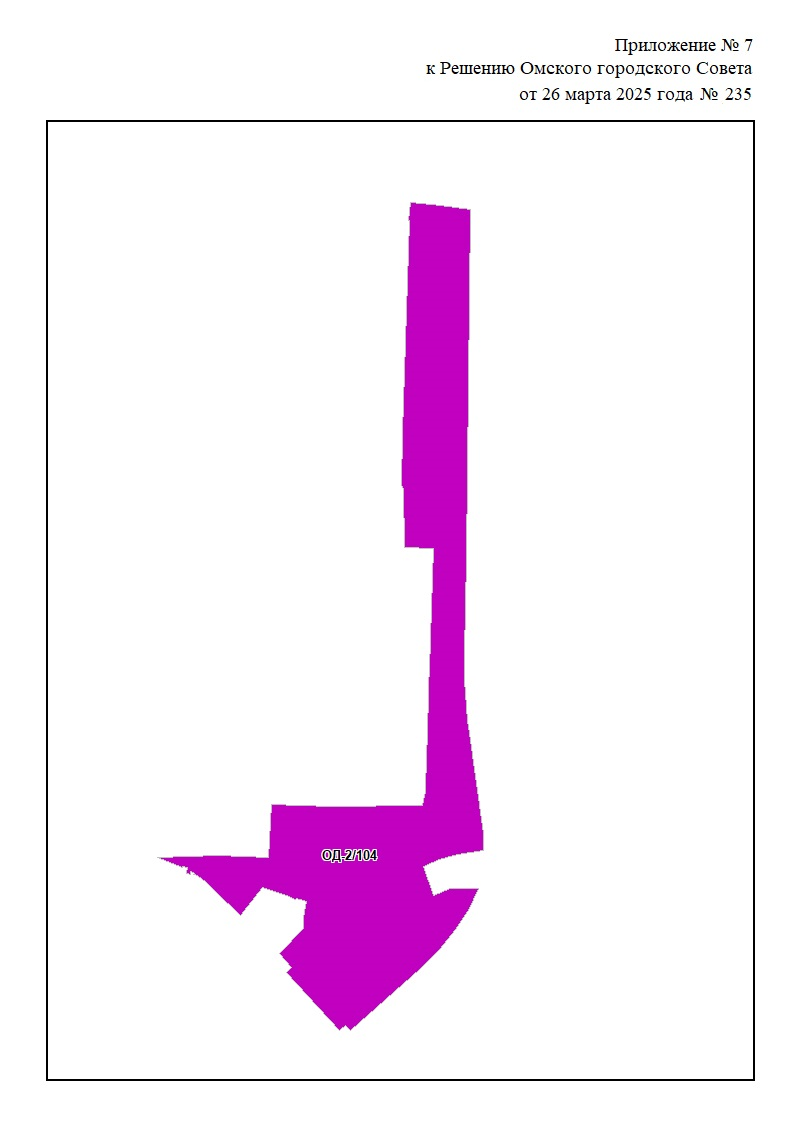 Приложение № 7
к Решению Омского городского Совета
от 26 марта 2025 года № 235
ОД-2/104